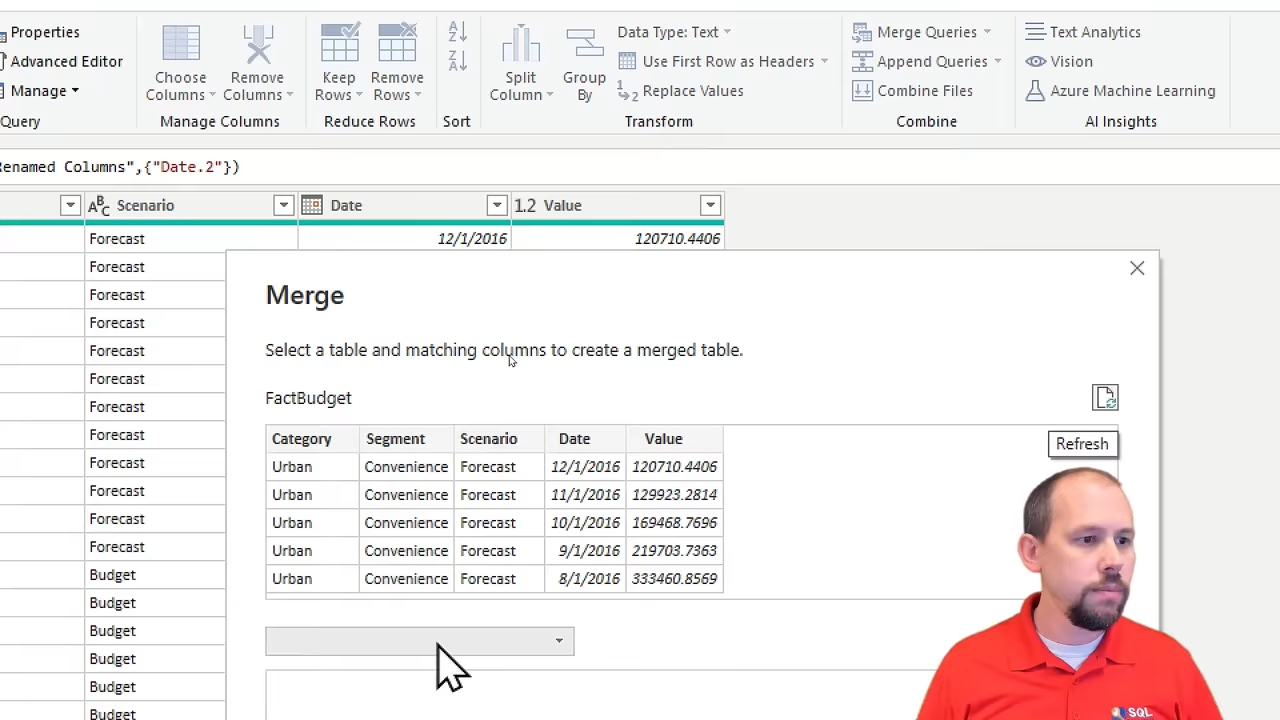 Properties
Advanced Editor
Manage
Query
Choose
Columns
Remove
Columns
Manage Columns
Keep
Rows
Remove
Rows
Reduce Rows
A
Z
Z
A
Sort
Split
Column
Group
By
Data Type: Text
Use First Row as Headers
1
2
Replace Values
Transform
Merge Queries
Append Queries
Combine Files
Combine
Text Analytics
Vision
Azure Machine Learning
AI Insights
enamed Columns",{"Date.2"})
ABC Scenario
Date
1.2 Value
Forecast 12/1/2016 120710.4406
Forecast
Forecast
Forecast
Forecast
Forecast
Forecast
Forecast
Forecast
Forecast
Forecast
Forecast
Budget
Budget
Budget
Budget
Budget
Budget
Merge
Select a table and matching columns to create a merged table.
FactBudget
Refresh
Category Segment Scenario Date Value
Urban Convenience Forecast 12/1/2016 120710.4406
Urban Convenience Forecast 11/1/2016 129923.2814
Urban Convenience Forecast 10/1/2016 169468.7696
Urban Convenience Forecast 9/1/2016 219703.7363
Urban Convenience Forecast 8/1/2016 333460.8569
SQL